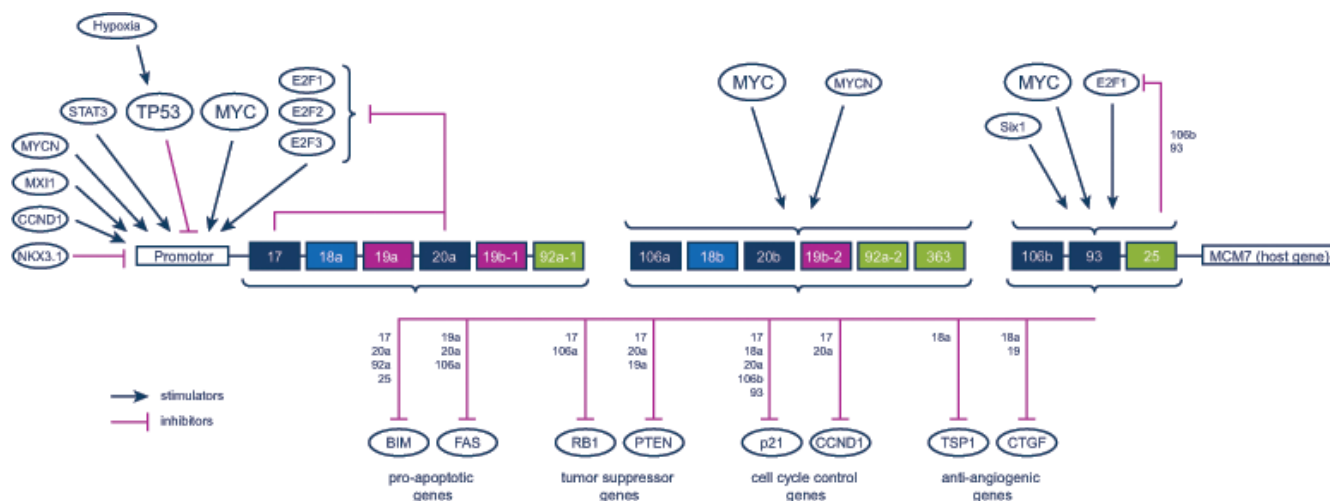 Hypoxia
E2F1
STAT3
TP53
MYC
E2F2
E2F3
MYCN
MXI1
CCND1
NKX3.1
Promotor
17
18a
19a
20a
19b-1
92a-1
MYC
MYCN
106a
18b
20b
19b-2
92a-2
363
MYC
E2F1
Six1
106b
93
106b
93
25
MCM7 (host gene)
17
20a
92a
25
19a
20a
106a
17
106a
17
20a
19a
17
18a
20a
106b
93
17
20a
18a
18a
19
stimulators
inhibitors
BIM
FAS
RB1
PTEN
p21
CCND1
TSP1
CTGF
pro-apoptotic
genes
tumor suppressor
genes
cell cycle control
genes
anti-angiogenic
genes